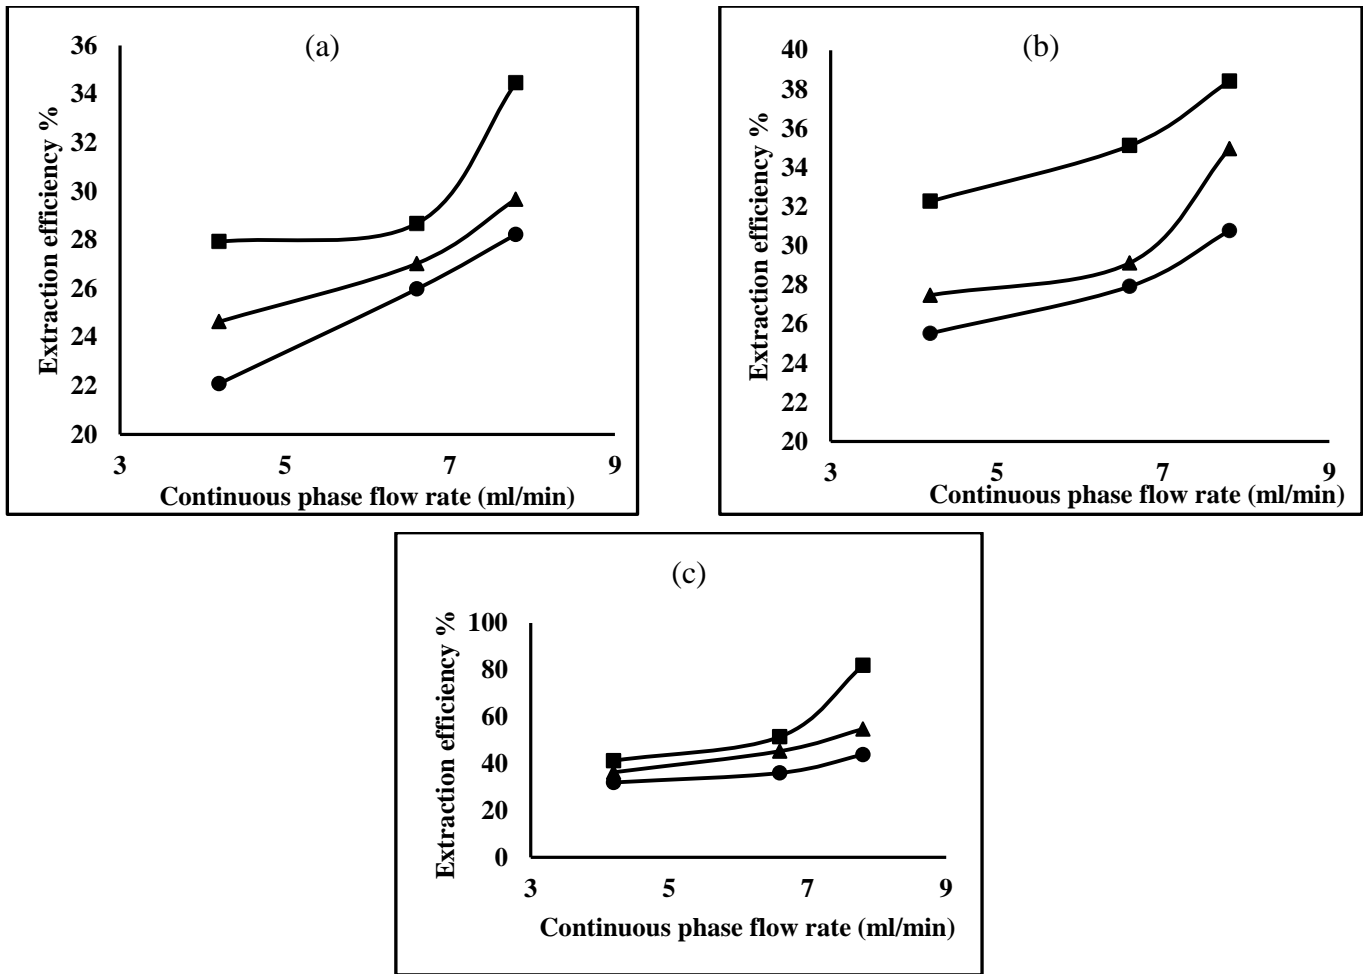 (a)
Extraction efficiency %
36
34
32
30
28
26
24
22
20
3 5 7 9
Continuous phase flow rate (ml/min)
(b)
Extraction efficiency %
40
38
36
34
32
30
28
26
24
22
20
3 5 7 9
Continuous phase flow rate (ml/min)
(c)
Extraction efficiency %
100
80
60
40
20
0
3 5 7 9
Continuous phase flow rate (ml/min)